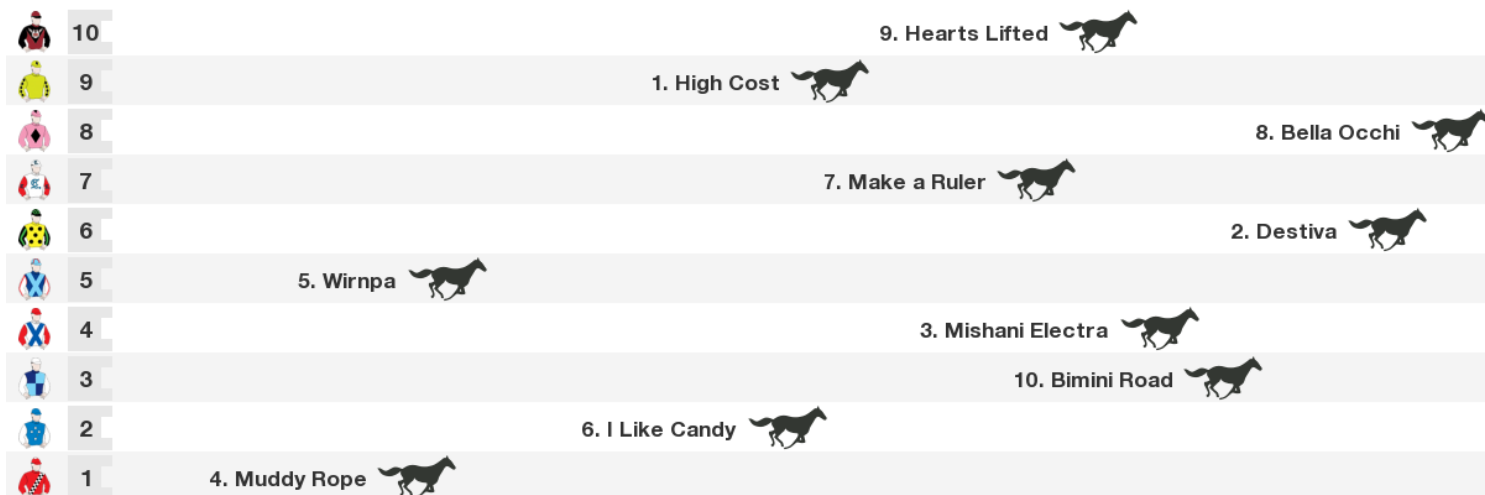 10 9. Hearts Lifted
9 1. High Cost
8 8. Bella Occhi
7 7. Make a Ruler
6 2. Destiva
5 5. Wirnpa
4 3. Mishani Electra
3 10. Bimini Road
2 6. I Like Candy
1 4. Muddy Rope